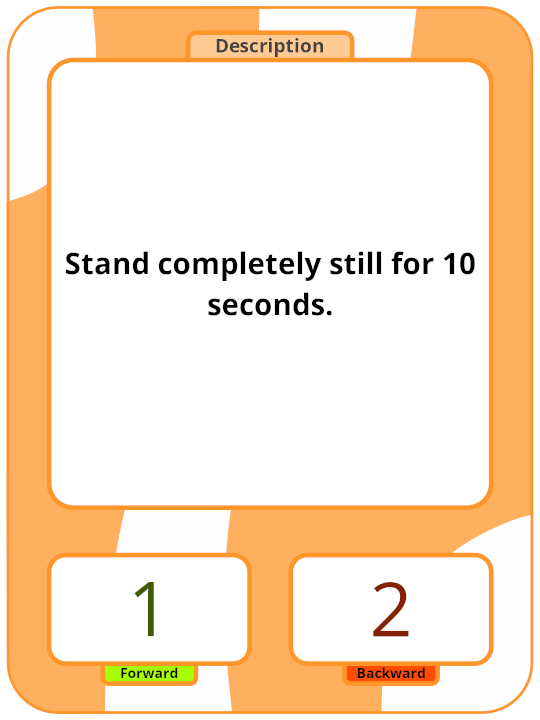 Description
Stand completely still for 10
seconds.
1
2
Forward
Backward